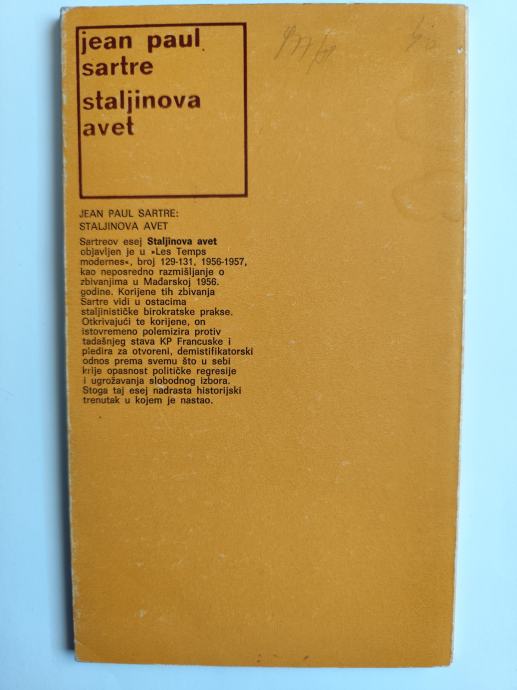 jean paul
sartre
staljinova
avet
JEAN PAUL SARTRE:
STALJINOVA AVET
Sartreov esej Staljinova avet
objavljen je u »Les Temps
modernes«, broj 129-131, 1956-1957,
kao neposredno razmišljanje o
zbivanjima u Mađarskoj 1956.
godine. Korijene tih zbivanja
Sartre vidi u ostacima
staljinističke birokratske prakse.
Otkrivajući te korijene, on
istovremeno polemizira protiv
tadašnjeg stava KP Francuske i
pledira za otvoreni, demistifikatorski
odnos prema svemu što u sebi
krije opasnost političke regresije
i ugrožavanja slobodnog izbora.
Stoga taj esej nadrasta historijski
trenutak u kojem je nastao.